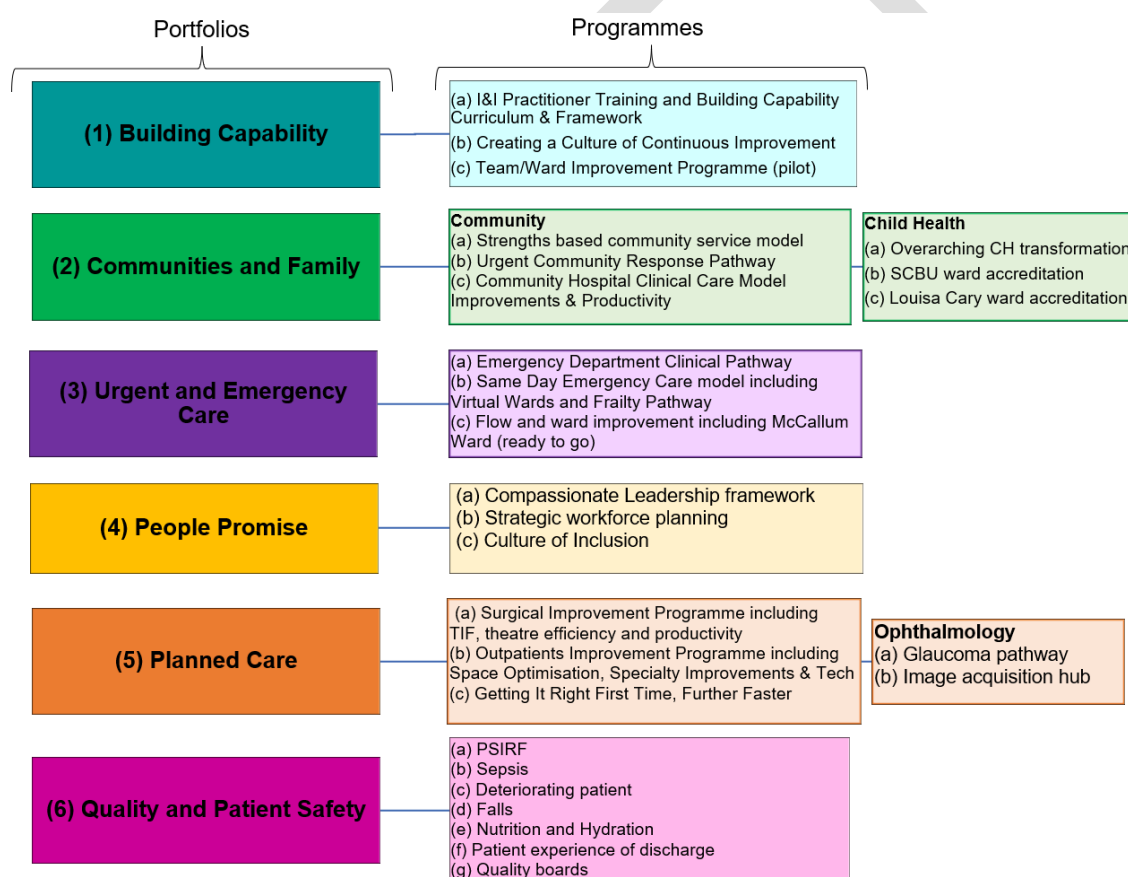 Portfolios
Programmes
(1) Building Capability
(a) I&I Practitioner Training and Building Capability
Curriculum & Framework
(b) Creating a Culture of Continuous Improvement
(c) Team/Ward Improvement Programme (pilot)
(2) Communities and Family
Community
(a) Strengths based community service model
(b) Urgent Community Response Pathway
(c) Community Hospital Clinical Care Model
Improvements & Productivity
Child Health
(a) Overarching CH transformation
(b) SCBU ward accreditation
(c) Louisa Cary ward accreditation
(3) Urgent and Emergency
Care
(a) Emergency Department Clinical Pathway
(b) Same Day Emergency Care model including
Virtual Wards and Frailty Pathway
(c) Flow and ward improvement including McCallum
Ward (ready to go)
(4) People Promise
(a) Compassionate Leadership framework
(b) Strategic workforce planning
(c) Culture of Inclusion
(5) Planned Care
(a) Surgical Improvement Programme including
TIF, theatre efficiency and productivity
(b) Outpatients Improvement Programme including
Space Optimisation, Specialty Improvements & Tech
(c) Getting It Right First Time, Further Faster
Ophthalmology
(a) Glaucoma pathway
(b) Image acquisition hub
(6) Quality and Patient Safety
(a) PSIRF
(b) Sepsis
(c) Deteriorating patient
(d) Falls
(e) Nutrition and Hydration
(f) Patient experience of discharge
(g) Quality boards